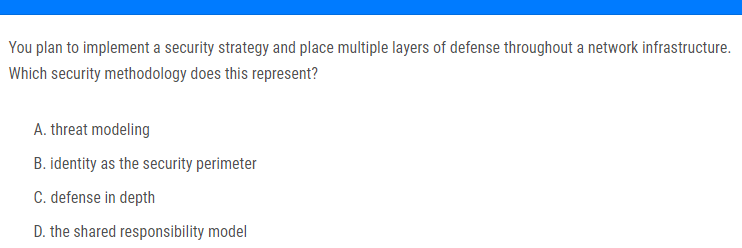 You plan to implement a security strategy and place multiple layers of defense throughout a network infrastructure.
Which security methodology does this represent?
A. threat modeling
B. identity as the security perimeter
C. defense in depth
D. the shared responsibility model